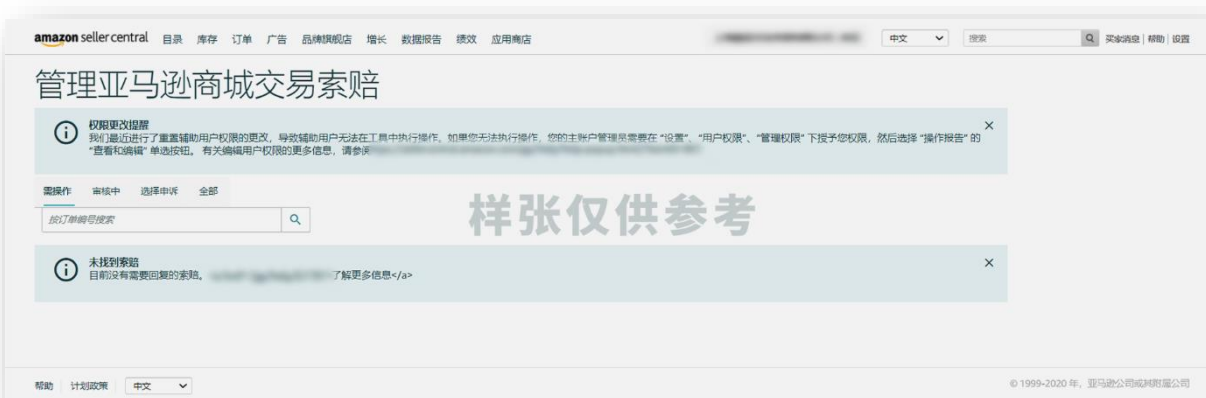 amazon seller central 目录 库存 订单 广告 品牌旗舰店 增长 数据报告 绩效 应用商店 中文 搜索 买家消息 | 帮助 | 设置
管理亚马逊商城交易索赔
权限更改提醒
我们最近进行了重置辅助用户权限的更改，导致辅助用户无法在工具中执行操作。如果您无法执行操作，您的主账户管理员需要在 “设置”、“用户权限”、“管理权限” 下授予您权限，然后选择 “操作报告” 的
“查看和编辑” 单选按钮。 有关编辑用户权限的更多信息，请参阅
需操作 审核中 选择申诉 全部
按订单编号搜索
样张仅供参考
未找到索赔
目前没有需要回复的索赔。 了解更多信息</a>
帮助 计划政策 中文 © 1999-2020 年, 亚马逊公司或其附属公司